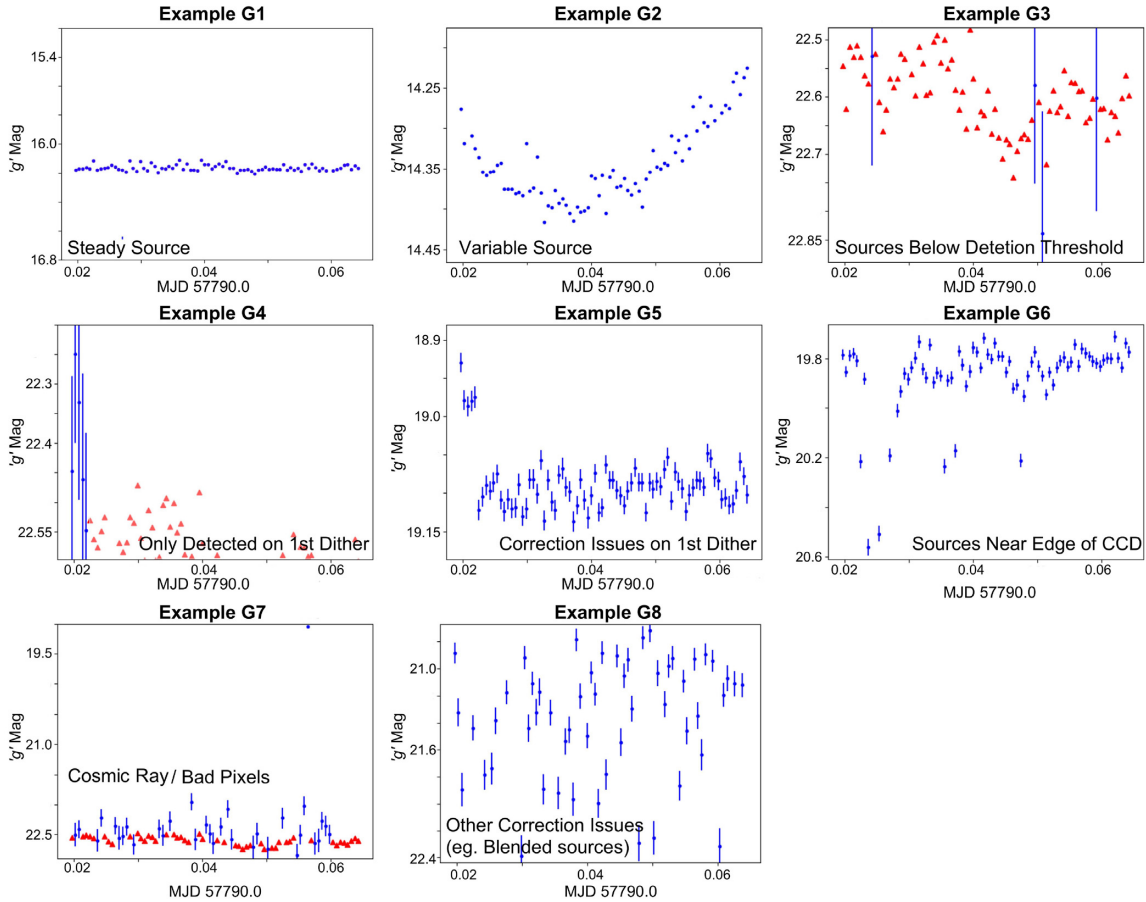 Example G1
15.4
16.0
16.8
'g' Mag
Steady Source
0.02 0.04 0.06
MJD 57790.0
Example G2
14.25
14.35
14.45
'g' Mag
Variable Source
0.02 0.04 0.06
MJD 57790.0
Example G3
22.5
22.6
22.7
22.85
'g' Mag
Sources Below Detetion Threshold
0.02 0.04 0.06
MJD 57790.0
Example G4
22.3
22.4
22.55
'g' Mag
Only Detected on 1st Dither
0.02 0.04 0.06
MJD 57790.0
Example G5
18.9
19.0
19.15
'g' Mag
Correction Issues on 1st Dither
0.02 0.04 0.06
MJD 57790.0
Example G6
19.8
20.2
20.6
'g' Mag
Sources Near Edge of CCD
0.02 0.04 0.06
MJD 57790.0
Example G7
19.5
21.0
22.5
'g' Mag
Cosmic Ray / Bad Pixels
0.02 0.04 0.06
MJD 57790.0
Example G8
21.0
21.6
22.4
'g' Mag
Other Correction Issues
(eg. Blended sources)
0.02 0.04 0.06
MJD 57790.0